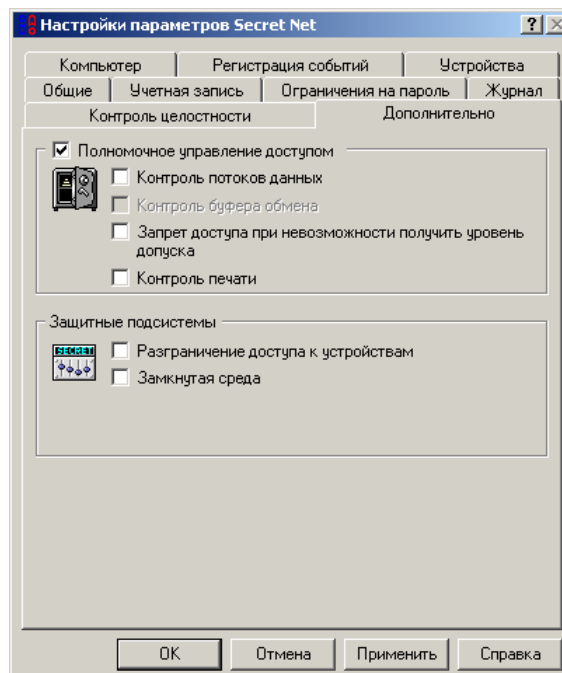 Настройки параметров Secret Net
Компьютер Регистрация событий Устройства
Общие Учетная запись Ограничения на пароль Журнал
Контроль целостности Дополнительно
Полномочное управление доступом
Контроль потоков данных
Контроль буфера обмена
Запрет доступа при невозможности получить уровень
допуска
Контроль печати
Защитные подсистемы
SECRET
Разграничение доступа к устройствам
Замкнутая среда
OK Отмена Применить Справка